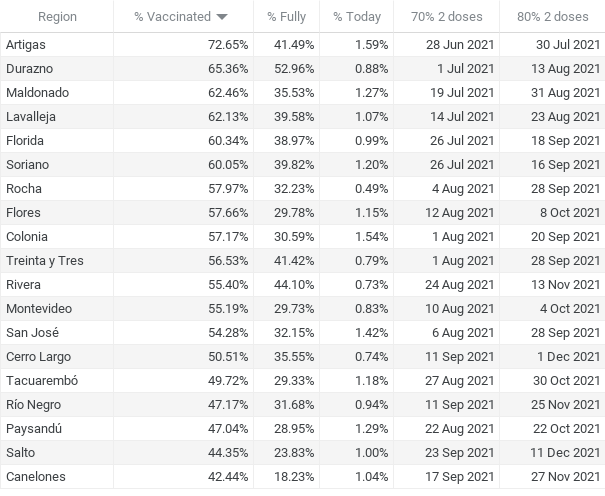 Region % Vaccinated % Fully % Today 70% 2 doses 80% 2 doses
Artigas 72.65% 41.49% 1.59% 28 Jun 2021 30 Jul 2021
Durazno 65.36% 52.96% 0.88% 1 Jul 2021 13 Aug 2021
Maldonado 62.46% 35.53% 1.27% 19 Jul 2021 31 Aug 2021
Lavalleja 62.13% 39.58% 1.07% 14 Jul 2021 23 Aug 2021
Florida 60.34% 38.97% 0.99% 26 Jul 2021 18 Sep 2021
Soriano 60.05% 39.82% 1.20% 26 Jul 2021 16 Sep 2021
Rocha 57.97% 32.23% 0.49% 4 Aug 2021 28 Sep 2021
Flores 57.66% 29.78% 1.15% 12 Aug 2021 8 Oct 2021
Colonia 57.17% 30.59% 1.54% 1 Aug 2021 20 Sep 2021
Treinta y Tres 56.53% 41.42% 0.79% 1 Aug 2021 28 Sep 2021
Rivera 55.40% 44.10% 0.73% 24 Aug 2021 13 Nov 2021
Montevideo 55.19% 29.73% 0.83% 10 Aug 2021 4 Oct 2021
San José 54.28% 32.15% 1.42% 6 Aug 2021 28 Sep 2021
Cerro Largo 50.51% 35.55% 0.74% 11 Sep 2021 1 Dec 2021
Tacuarembó 49.72% 29.33% 1.18% 27 Aug 2021 30 Oct 2021
Río Negro 47.17% 31.68% 0.94% 11 Sep 2021 25 Nov 2021
Paysandú 47.04% 28.95% 1.29% 22 Aug 2021 22 Oct 2021
Salto 44.35% 23.83% 1.00% 23 Sep 2021 11 Dec 2021
Canelones 42.44% 18.23% 1.04% 17 Sep 2021 27 Nov 2021